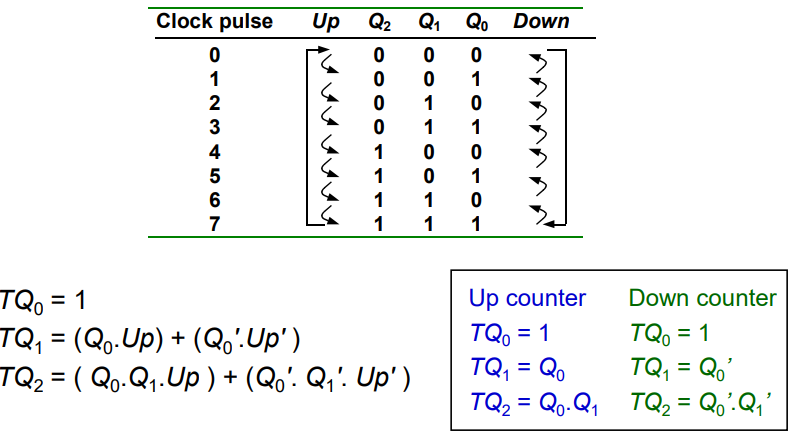 Clock pulse Up Q₂ Q₁ Q₀ Down
0 0 0 0
1 0 0 1
2 0 1 0
3 0 1 1
4 1 0 0
5 1 0 1
6 1 1 0
7 1 1 1
TQ₀ = 1
TQ₁ = (Q₀.Up) + (Q₀'.Up' )
TQ₂ = ( Q₀.Q₁.Up ) + (Q₀'. Q₁'. Up' )
Up counter Down counter
TQ₀ = 1 TQ₀ = 1
TQ₁ = Q₀ TQ₁ = Q₀’
TQ₂ = Q₀.Q₁ TQ₂ = Q₀’.Q₁’